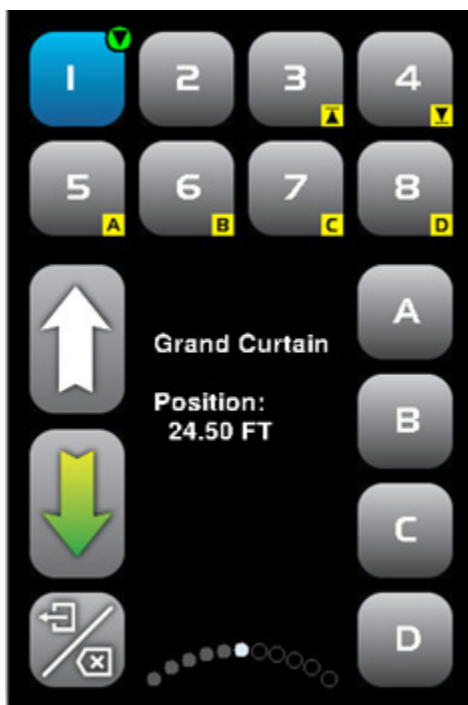 1 2 3 4
5 A 6 B 7 C 8 D
A
Grand Curtain
Position:
24.50 FT
B
C
D